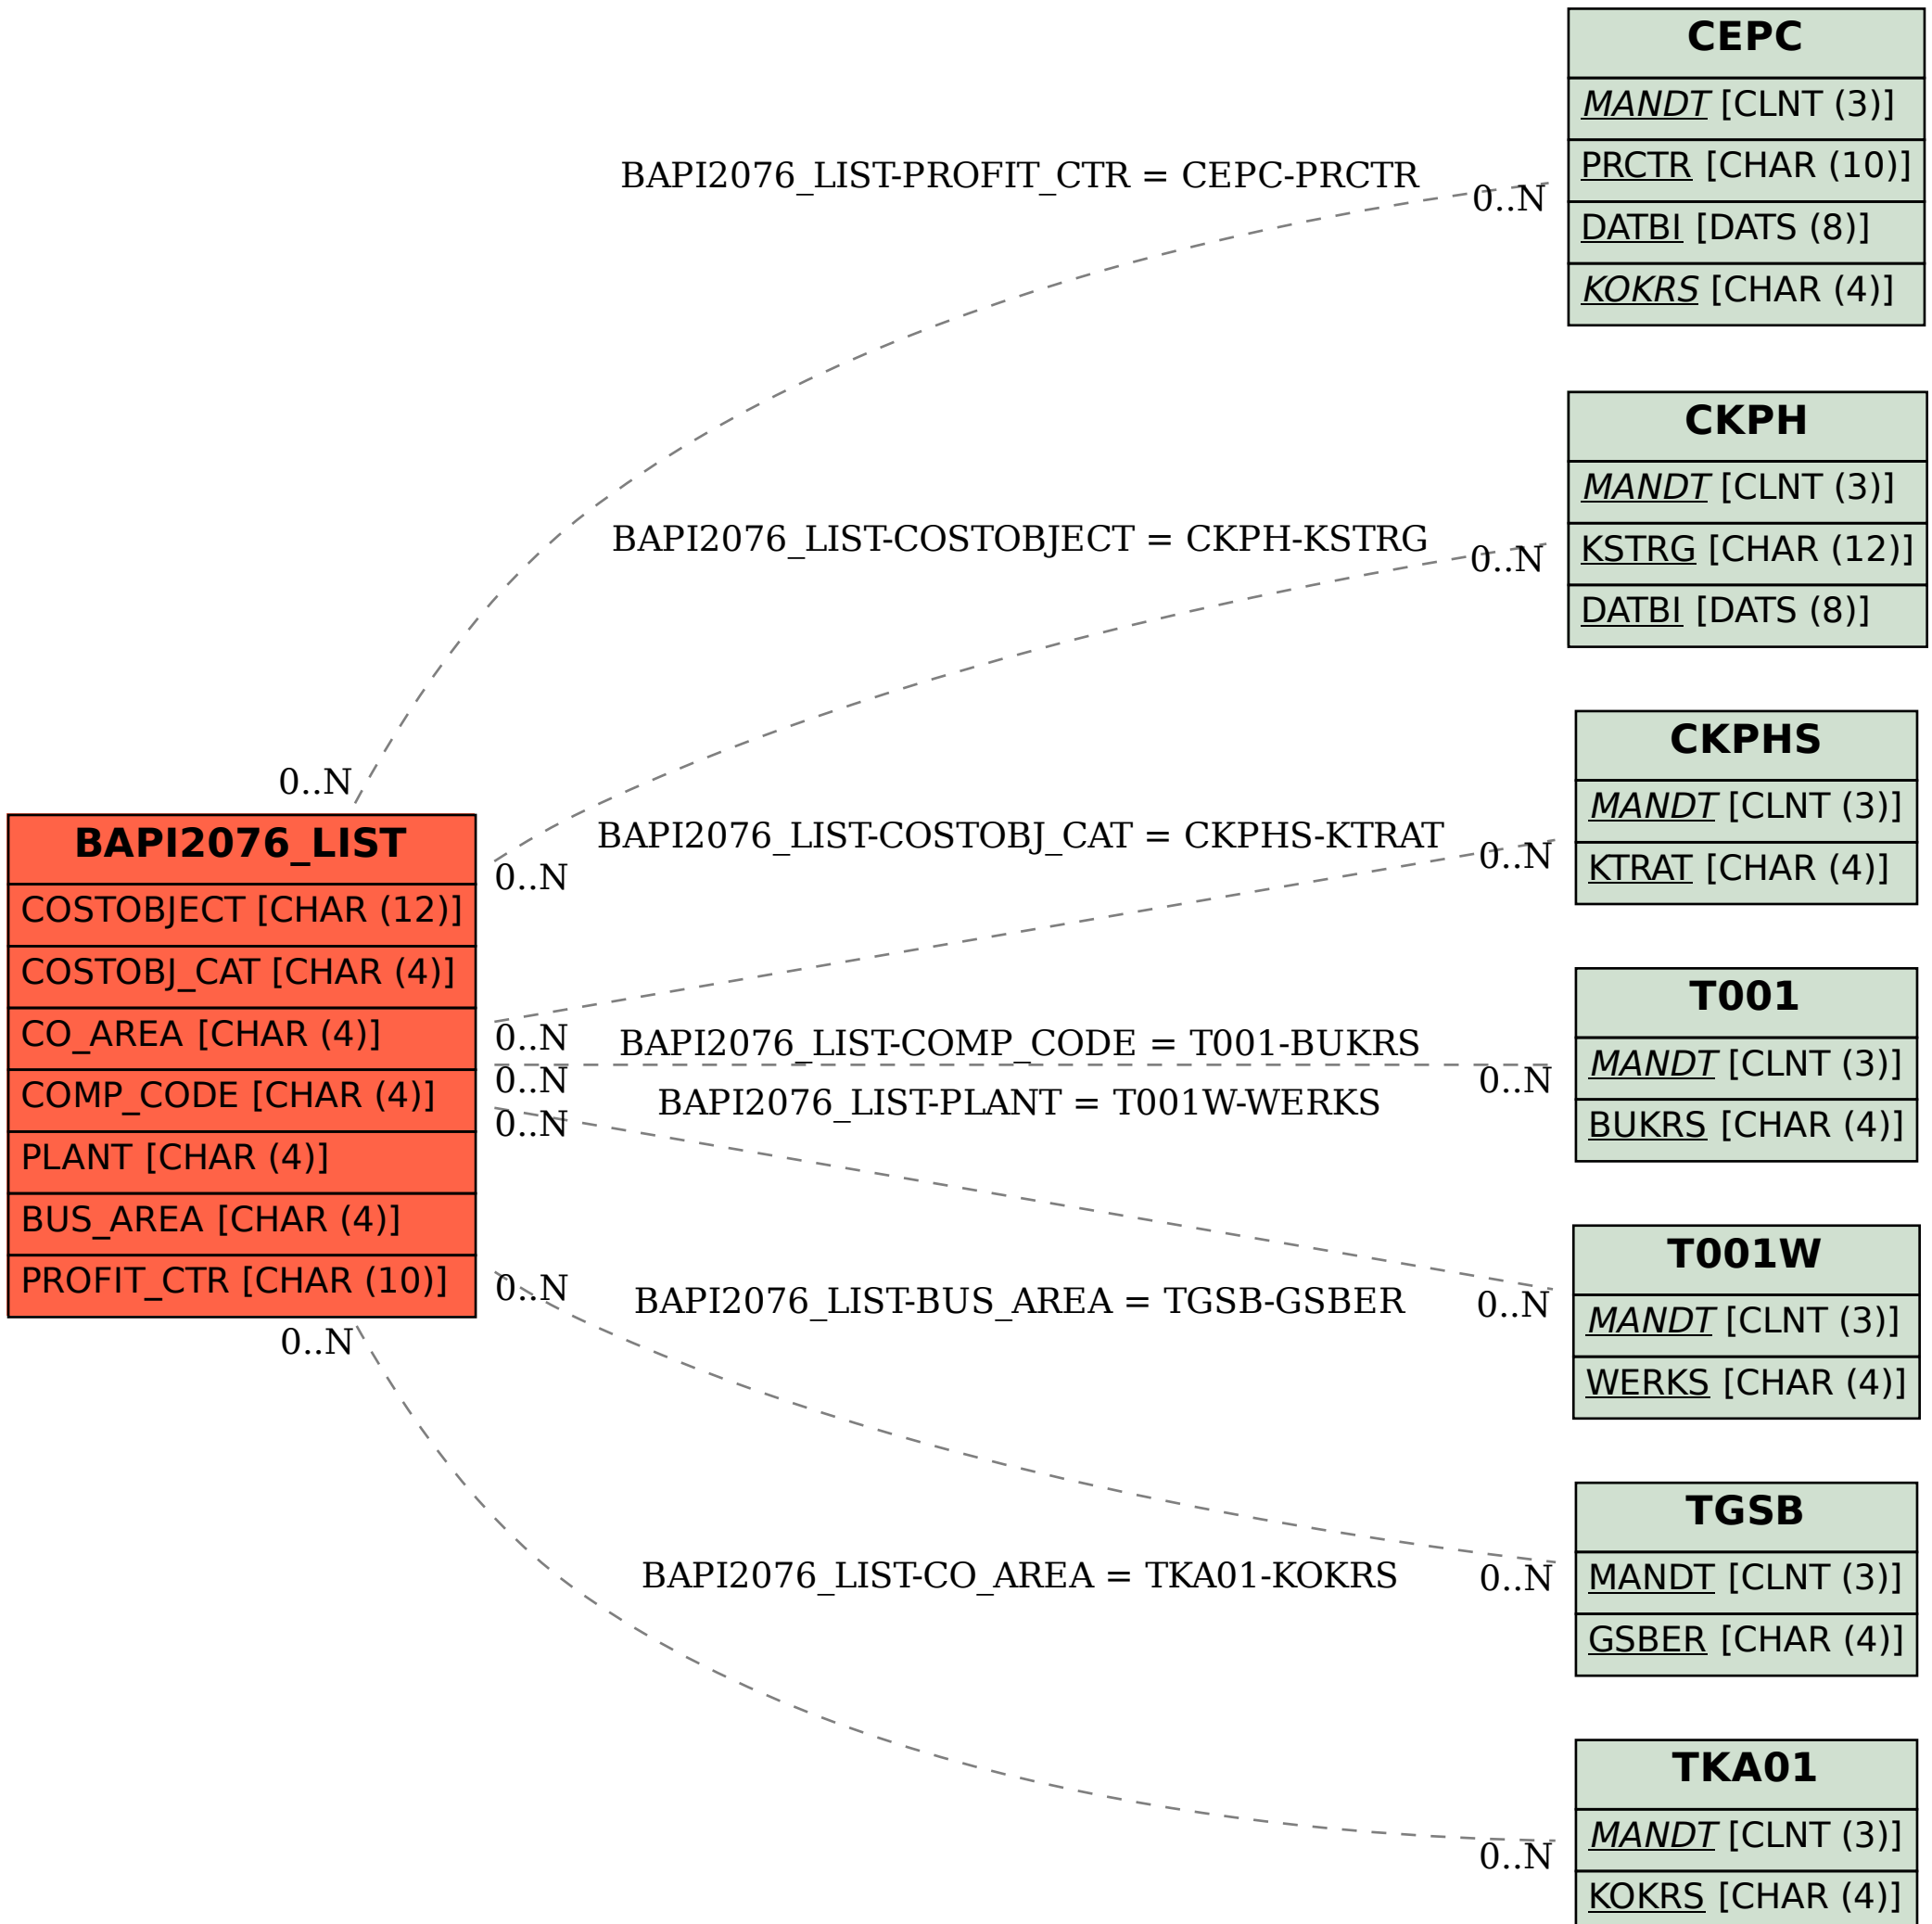 CEPC
MANDT [CLNT (3)]
PRCTR [CHAR (10)]
DATBI [DATS (8)]
KOKRS [CHAR (4)]
BAPI2076_LIST-PROFIT_CTR = CEPC-PRCTR
0..N
0..N
CKPH
MANDT [CLNT (3)]
KSTRG [CHAR (12)]
DATBI [DATS (8)]
BAPI2076_LIST-COSTOBJECT = CKPH-KSTRG
0..N
0..N
CKPHS
MANDT [CLNT (3)]
KTRAT [CHAR (4)]
BAPI2076_LIST-COSTOBJ_CAT = CKPHS-KTRAT
0..N
0..N
BAPI2076_LIST
COSTOBJECT [CHAR (12)]
COSTOBJ_CAT [CHAR (4)]
CO_AREA [CHAR (4)]
COMP_CODE [CHAR (4)]
PLANT [CHAR (4)]
BUS_AREA [CHAR (4)]
PROFIT_CTR [CHAR (10)]
T001
MANDT [CLNT (3)]
BUKRS [CHAR (4)]
BAPI2076_LIST-COMP_CODE = T001-BUKRS
0..N
0..N
BAPI2076_LIST-PLANT = T001W-WERKS
0..N
0..N
T001W
MANDT [CLNT (3)]
WERKS [CHAR (4)]
BAPI2076_LIST-BUS_AREA = TGSB-GSBER
0..N
0..N
TGSB
MANDT [CLNT (3)]
GSBER [CHAR (4)]
BAPI2076_LIST-CO_AREA = TKA01-KOKRS
0..N
0..N
TKA01
MANDT [CLNT (3)]
KOKRS [CHAR (4)]